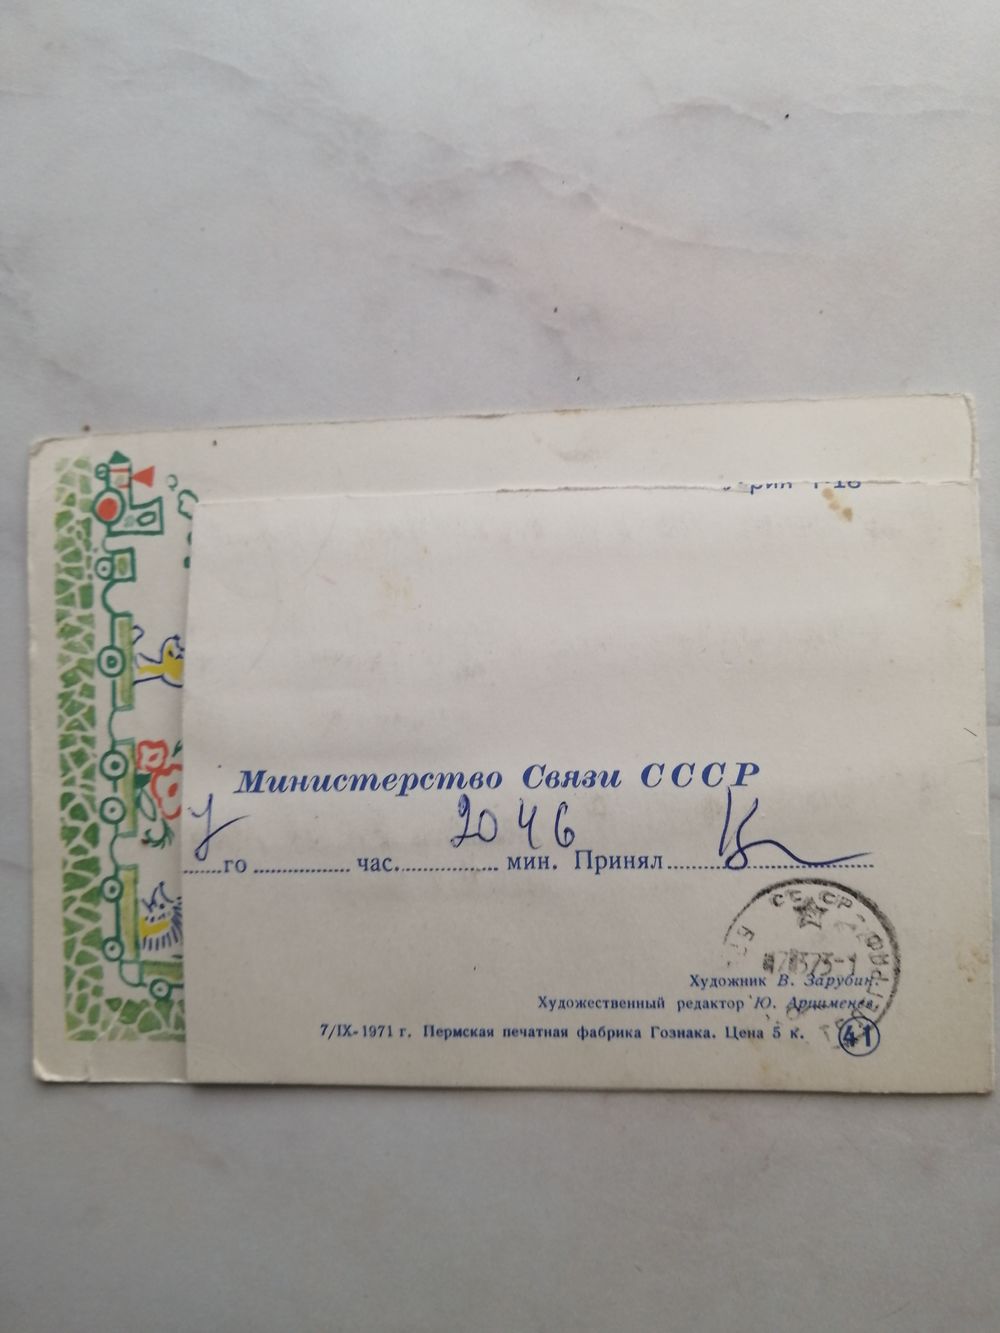 Министерство Связи СССР
7
20 46
го ........ час. ........ мин. Принял ........
СССР
Художник В. Зарубин.
Художественный редактор Ю. Арцименев.
7/IX-1971 г. Пермская печатная фабрика Гознака. Цена 5 к.
41